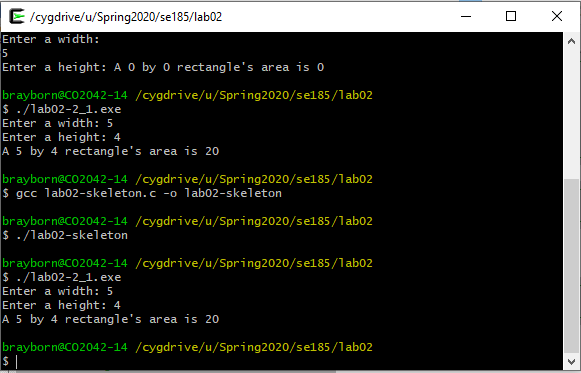 /cygdrive/u/Spring2020/se185/lab02
Enter a width:
5
Enter a height: A 0 by 0 rectangle's area is 0
brayborn@CO2042-14 /cygdrive/u/Spring2020/se185/lab02
$ ./lab02-2_1.exe
Enter a width: 5
Enter a height: 4
A 5 by 4 rectangle's area is 20
brayborn@CO2042-14 /cygdrive/u/Spring2020/se185/lab02
$ gcc lab02-skeleton.c -o lab02-skeleton
brayborn@CO2042-14 /cygdrive/u/Spring2020/se185/lab02
$ ./lab02-skeleton
brayborn@CO2042-14 /cygdrive/u/Spring2020/se185/lab02
$ ./lab02-2_1.exe
Enter a width: 5
Enter a height: 4
A 5 by 4 rectangle's area is 20
brayborn@CO2042-14 /cygdrive/u/Spring2020/se185/lab02
$